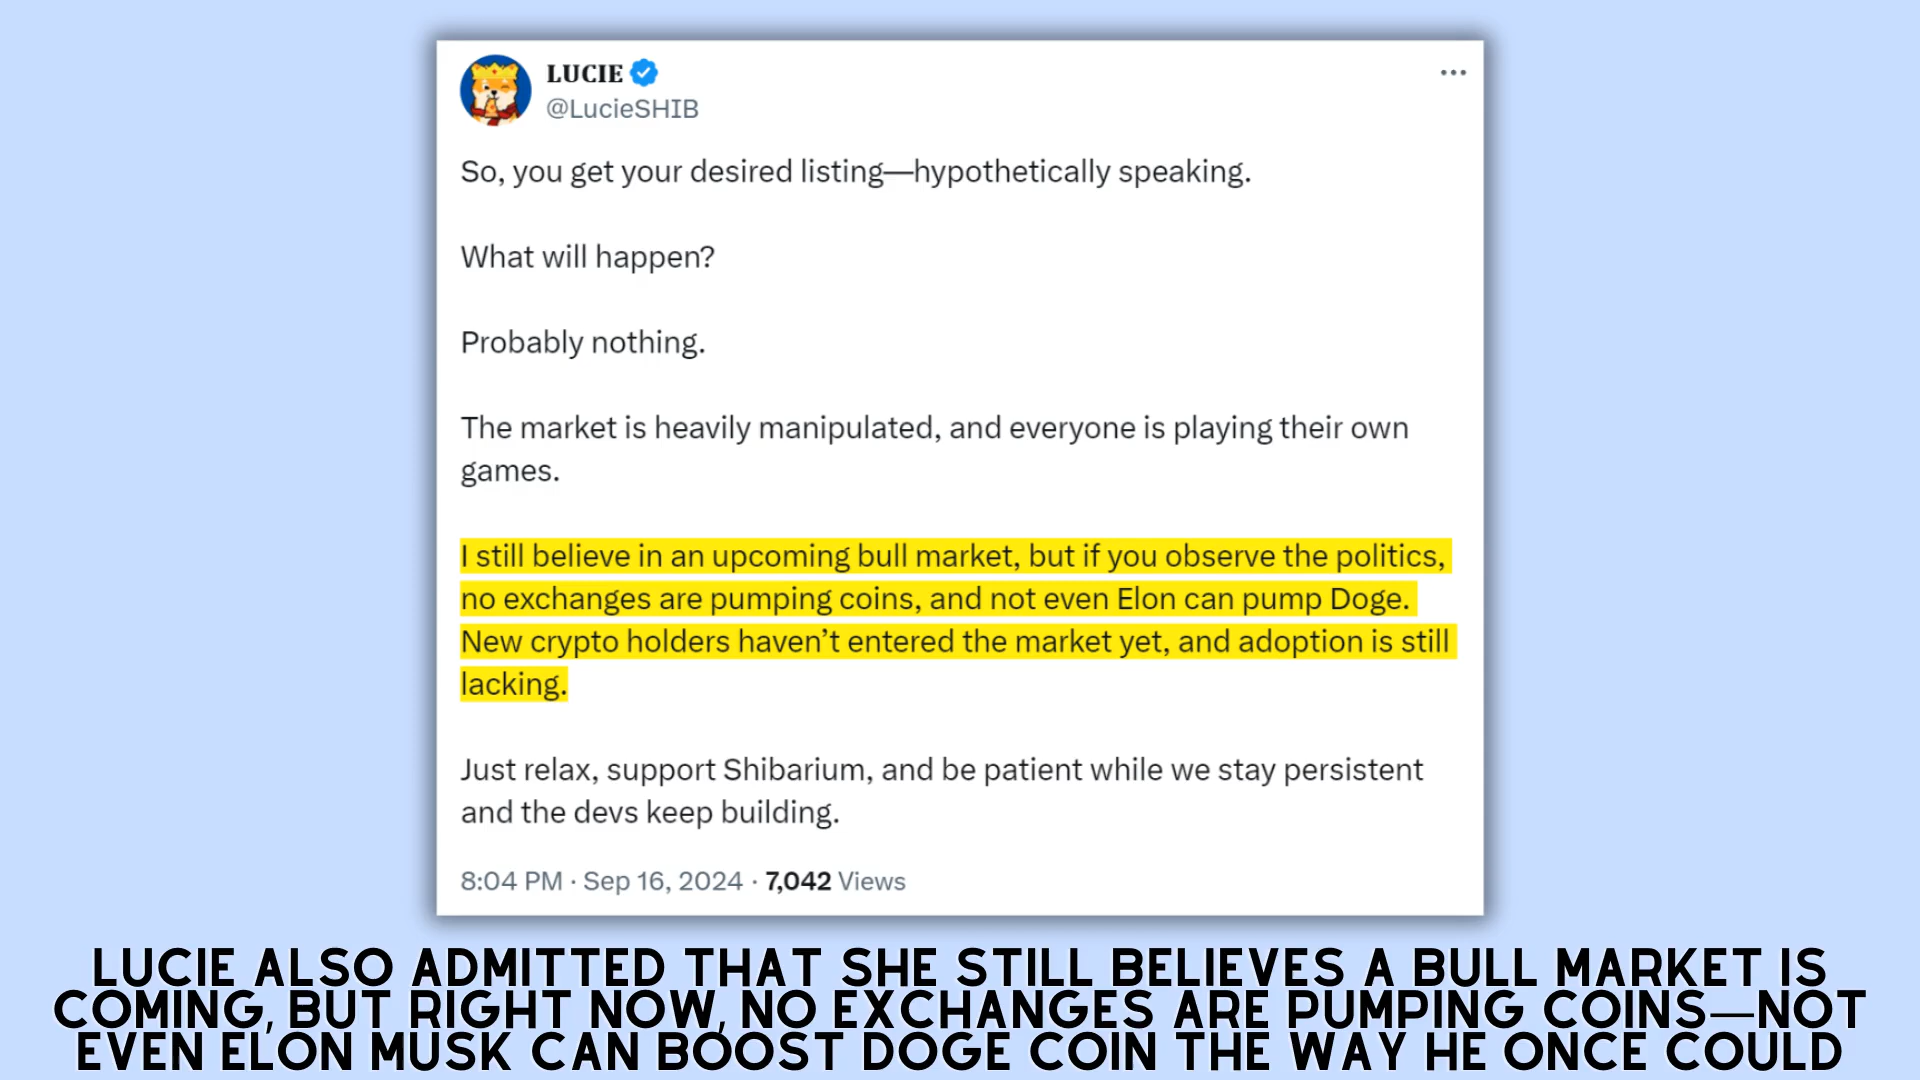 LUCIE
@LucieSHIB
So, you get your desired listing—hypothetically speaking.
What will happen?
Probably nothing.
The market is heavily manipulated, and everyone is playing their own
games.
I still believe in an upcoming bull market, but if you observe the politics,
no exchanges are pumping coins, and not even Elon can pump Doge.
New crypto holders haven’t entered the market yet, and adoption is still
lacking.
Just relax, support Shibarium, and be patient while we stay persistent
and the devs keep building.
8:04 PM · Sep 16, 2024 · 7,042 Views
LUCIE ALSO ADMITTED THAT SHE STILL BELIEVES A BULL MARKET IS
COMING, BUT RIGHT NOW, NO EXCHANGES ARE PUMPING COINS—NOT
EVEN ELON MUSK CAN BOOST DOGE COIN THE WAY HE ONCE COULD